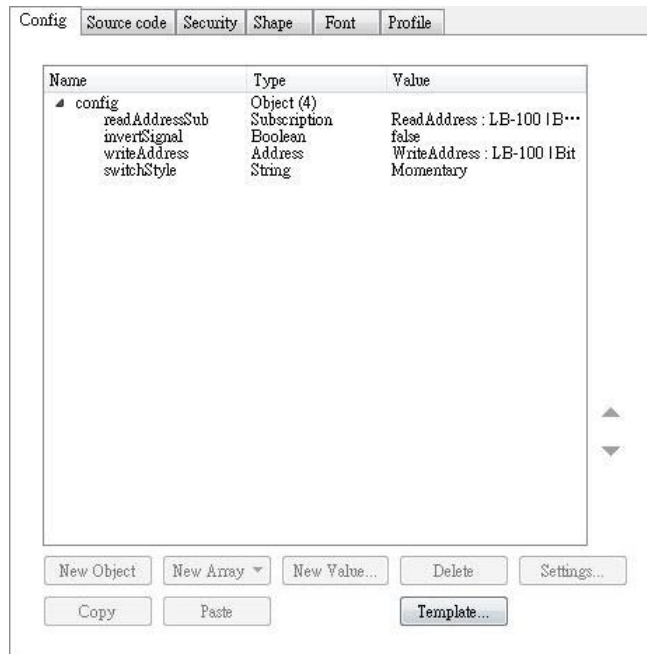 Config Source code Security Shape Font Profile
Name Type Value
config Object (4)
readAddressSub Subscription ReadAddress : LB-100 | B...
invertSignal Boolean false
writeAddress Address WriteAddress : LB-100 | Bit
switchStyle String Momentary
New Object New Array New Value... Delete Settings...
Copy Paste Template...